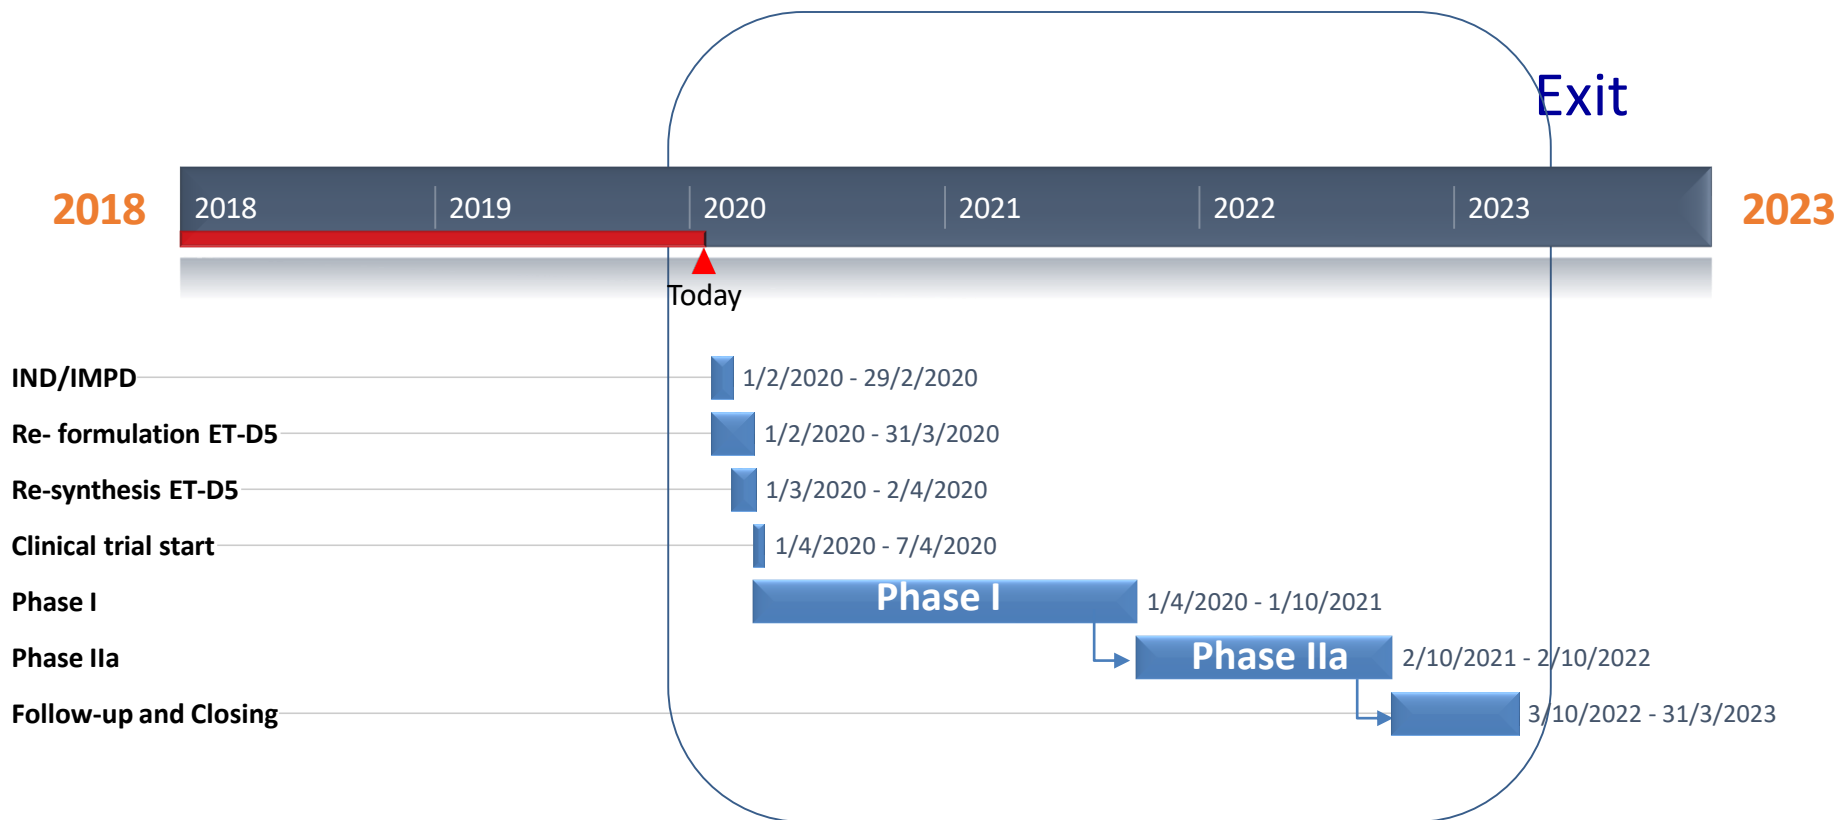 Exit
2018 2018 2019 2020 2021 2022 2023 2023
Today
IND/IMPD 1/2/2020 - 29/2/2020
Re- formulation ET-D5 1/2/2020 - 31/3/2020
Re-synthesis ET-D5 1/3/2020 - 2/4/2020
Clinical trial start 1/4/2020 - 7/4/2020
Phase I Phase I 1/4/2020 - 1/10/2021
Phase IIa Phase IIa 2/10/2021 - 2/10/2022
Follow-up and Closing 3/10/2022 - 31/3/2023